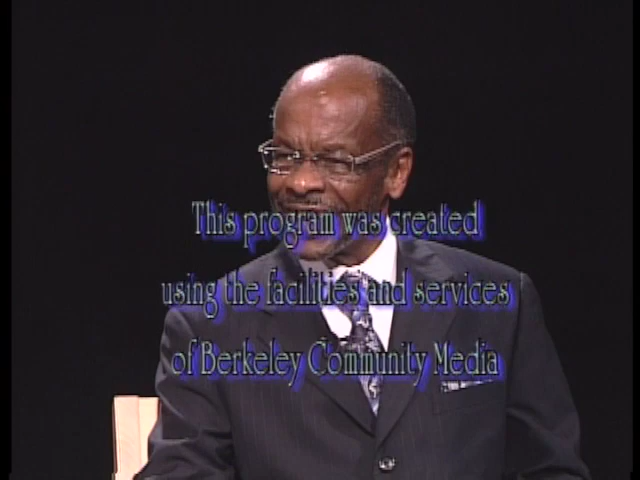 This program was created
using the facilities and services
of Berkeley Community Media